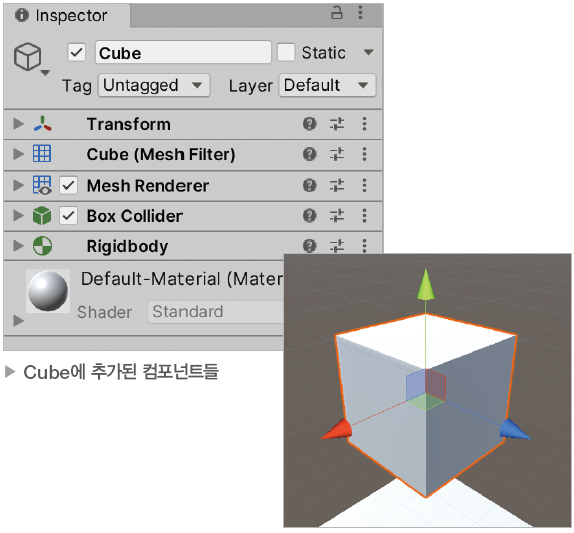 Inspector
Cube
Static
Tag Untagged Layer Default
Transform
Cube (Mesh Filter)
Mesh Renderer
Box Collider
Rigidbody
Default-Material (Mater
Shader Standard
▶ Cube에 추가된 컴포넌트들